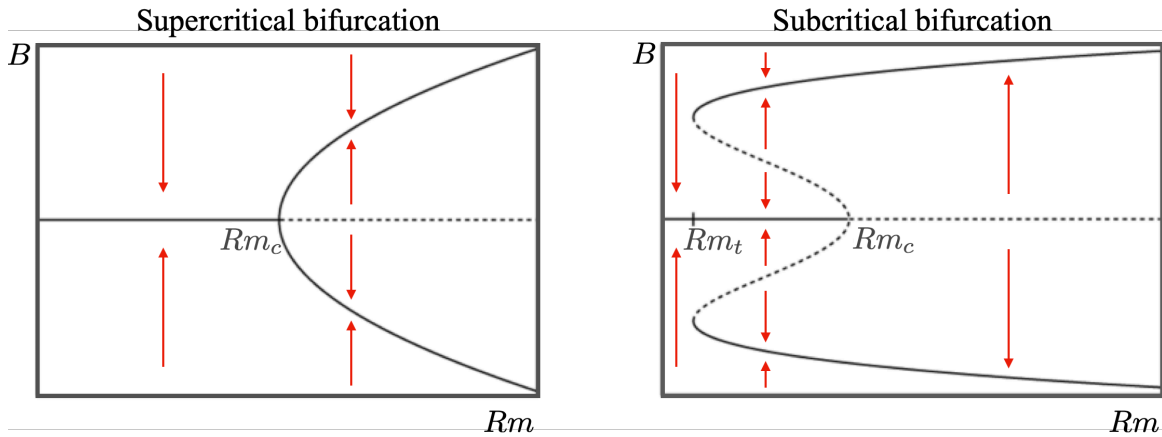 Supercritical bifurcation
B
Rm_c
Rm
Subcritical bifurcation
B
Rm_t
Rm_c
Rm